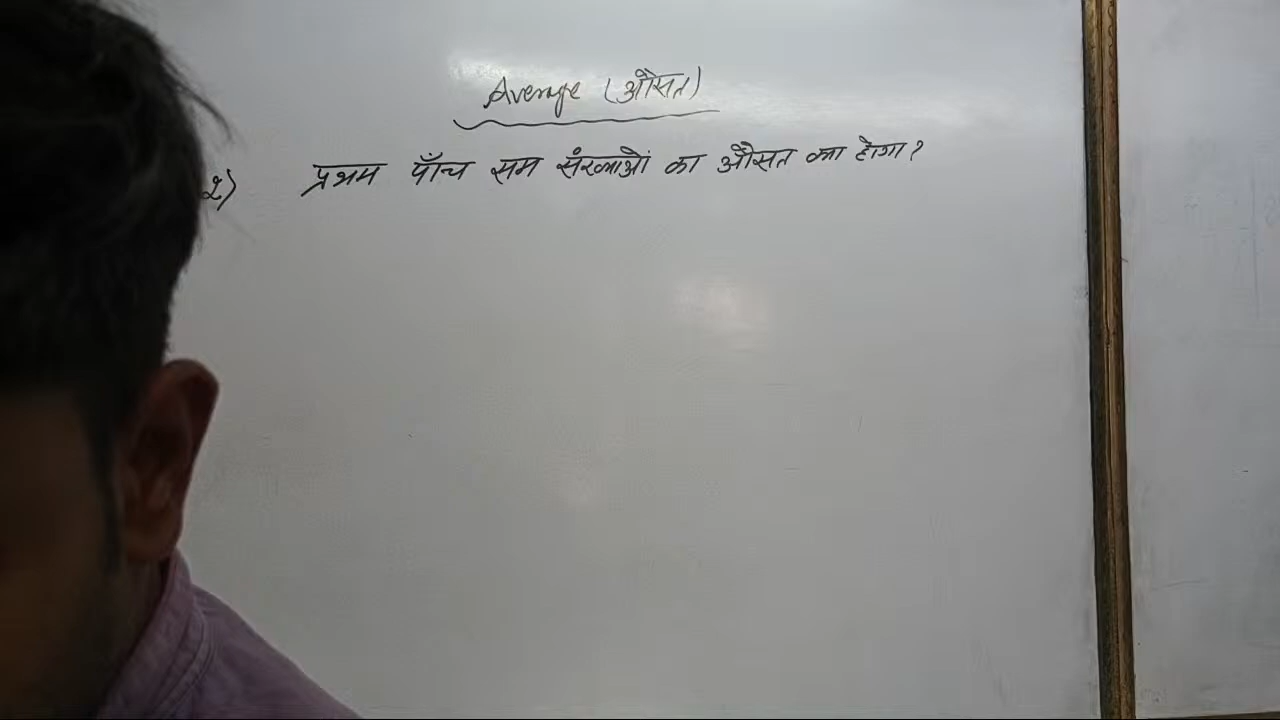 Average (औसत)
2) प्रथम पाँच सम संख्याओं का औसत क्या होगा?